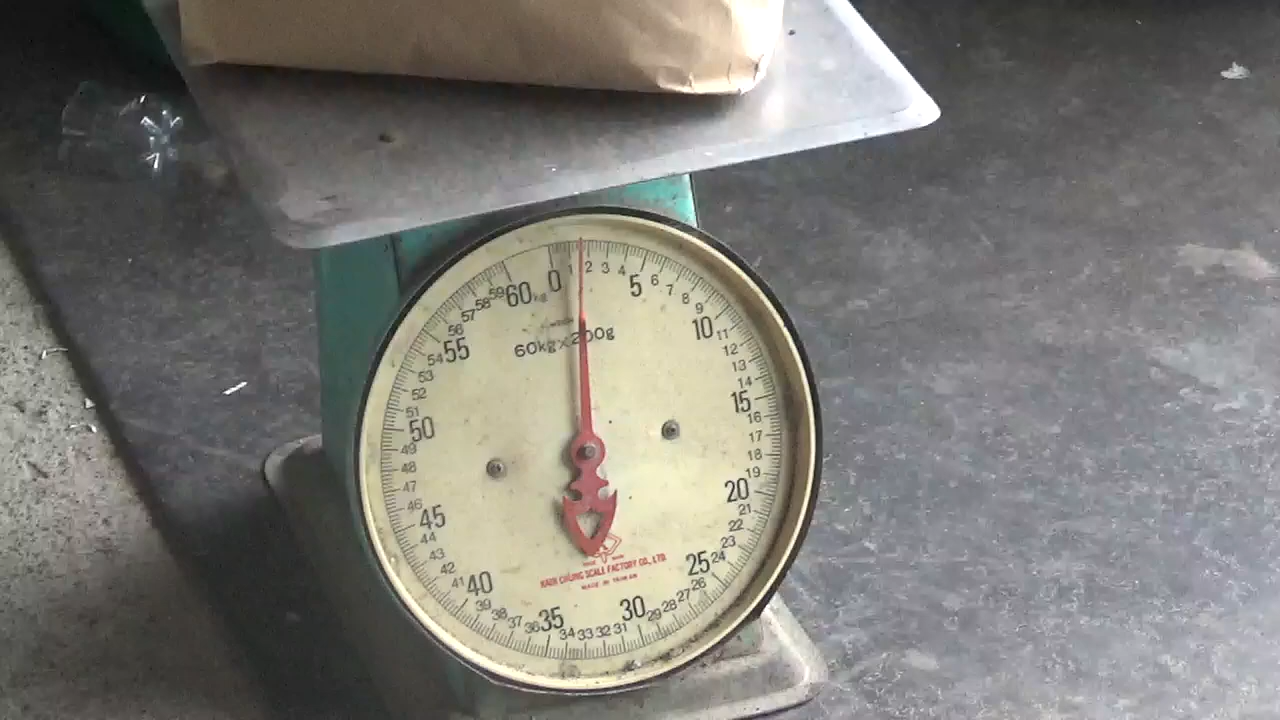 0 1 2 3 4 5 6 7 8 9 10 11 12 13 14 15 16 17 18 19 20 21 22 23 24 25 26 27 28 29 30 31 32 33 34 35 36 37 38 39 40 41 42 43 44 45 46 47 48 49 50 51 52 53 54 55 56 57 58 59 60 kg
60kg×200g
NAN CHUNG SCALE FACTORY CO., LTD.
MADE IN TAIWAN